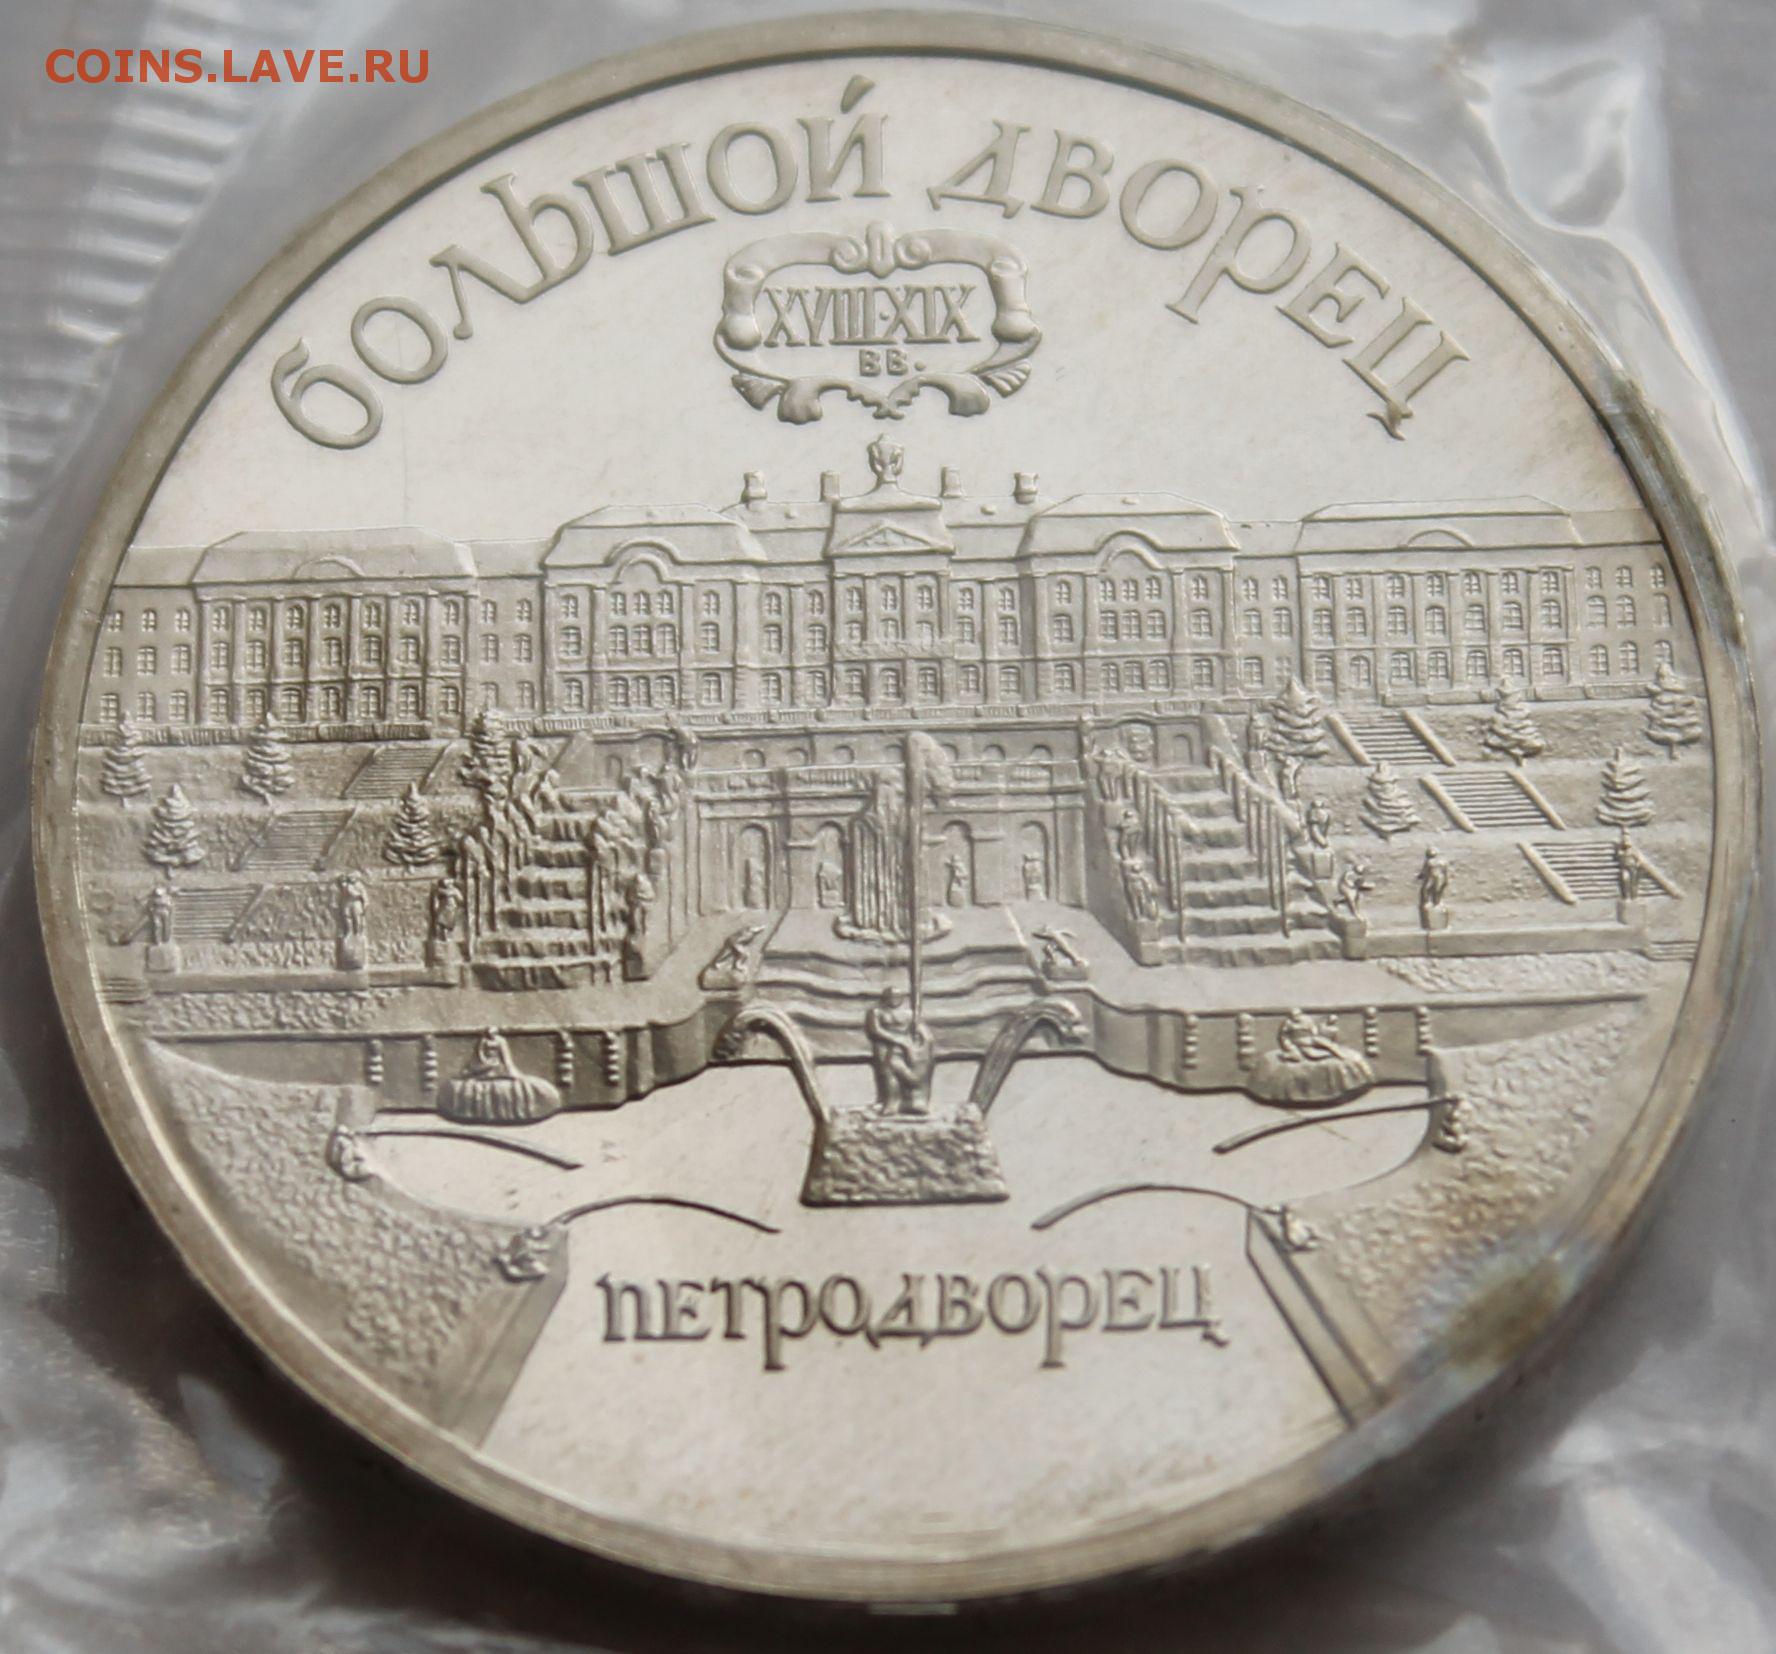 COINS.LAVE.RU
БОЛЬШОЙ ДВОРЕЦ
XVIII·XIX
ВВ.
ПЕТРОДВОРЕЦ